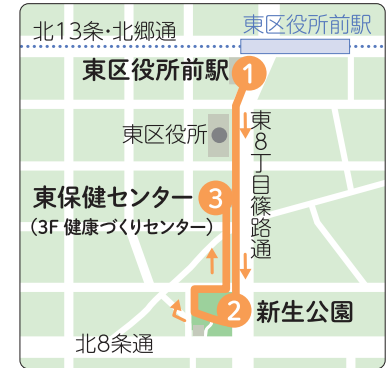 北13条・北郷通
東区役所前駅
東区役所前駅
1
東区役所
東8丁目篠路通
東保健センター
3
（3F 健康づくりセンター）
2
新生公園
北8条通